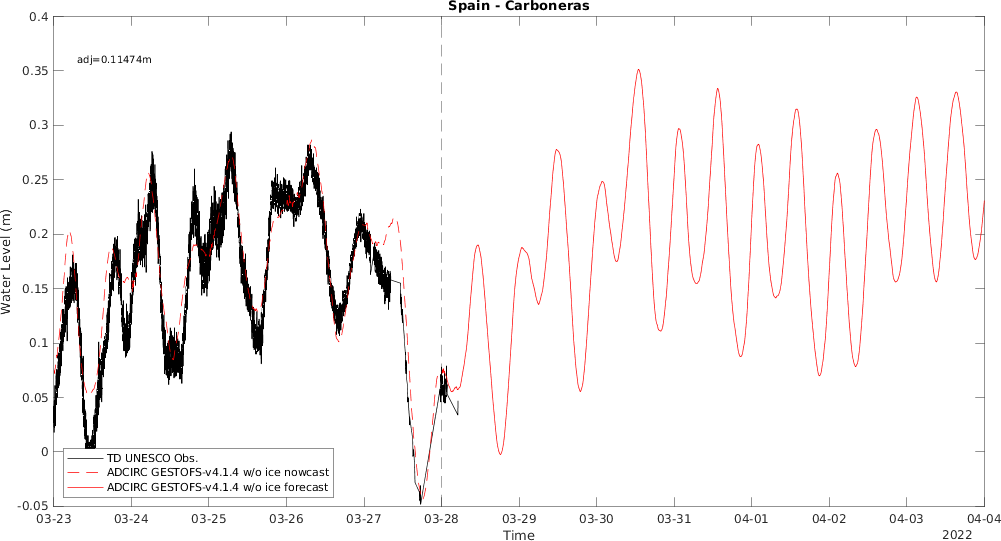 Spain - Carboneras
adj=0.11474m
0.4
0.35
0.3
0.25
0.2
0.15
0.1
0.05
0
-0.05
Water Level (m)
TD UNESCO Obs.
ADCIRC GESTOFS-v4.1.4 w/o ice nowcast
ADCIRC GESTOFS-v4.1.4 w/o ice forecast
03-23 03-24 03-25 03-26 03-27 03-28 03-29 03-30 03-31 04-01 04-02 04-03 04-04
Time
2022